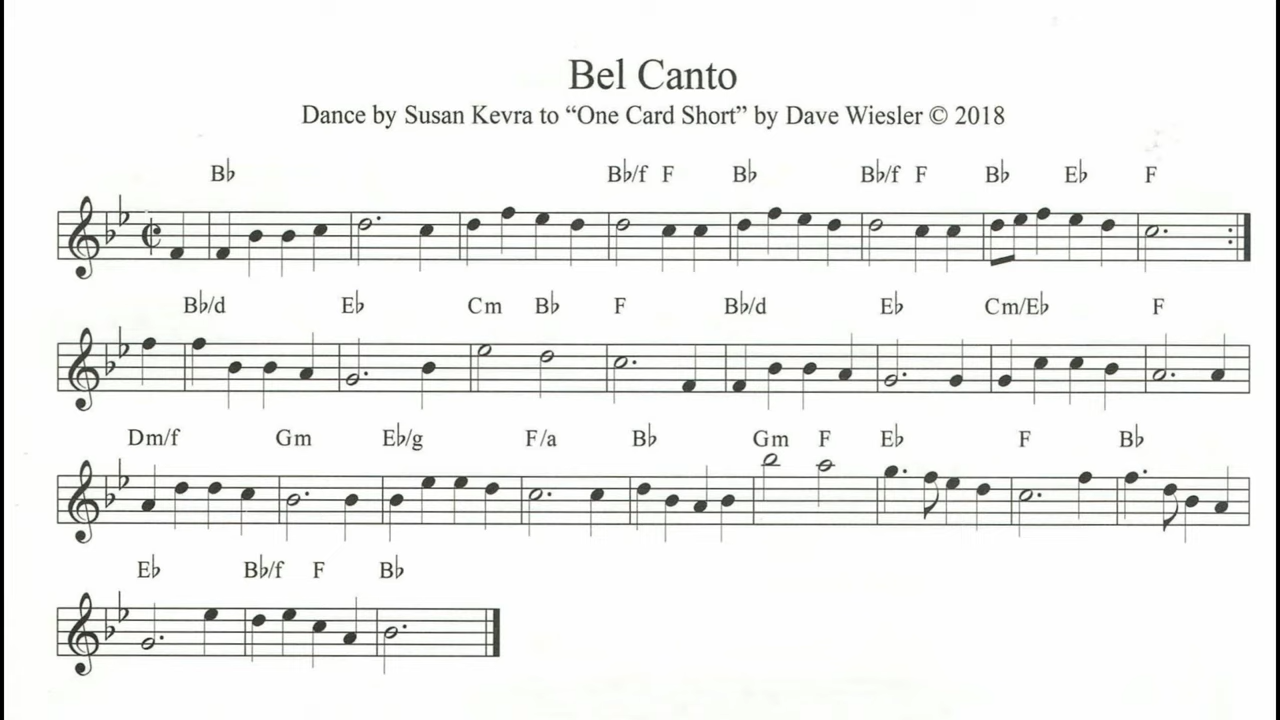 Bel Canto
Dance by Susan Kevra to “One Card Short” by Dave Wiesler © 2018
B♭ B♭/f F B♭ B♭/f F B♭ E♭ F
B♭/d E♭ Cm B♭ F B♭/d E♭ Cm/E♭ F
Dm/f Gm E♭/g F/a B♭ Gm F E♭ F B♭
E♭ B♭/f F B♭